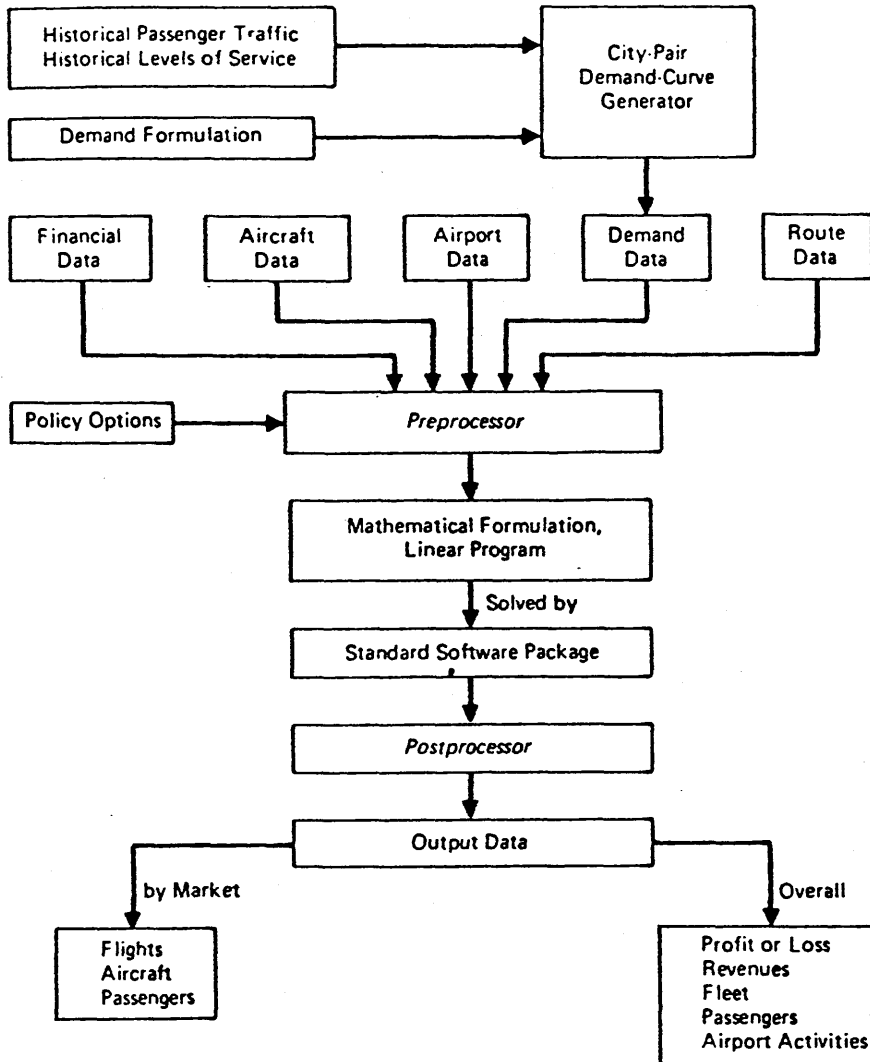 Historical Passenger Traffic
Historical Levels of Service
City-Pair
Demand-Curve
Generator
Demand Formulation
Financial
Data
Aircraft
Data
Airport
Data
Demand
Data
Route
Data
Policy Options
Preprocessor
Mathematical Formulation,
Linear Program
Solved by
Standard Software Package
Postprocessor
Output Data
by Market
Overall
Flights
Aircraft
Passengers
Profit or Loss
Revenues
Fleet
Passengers
Airport Activities